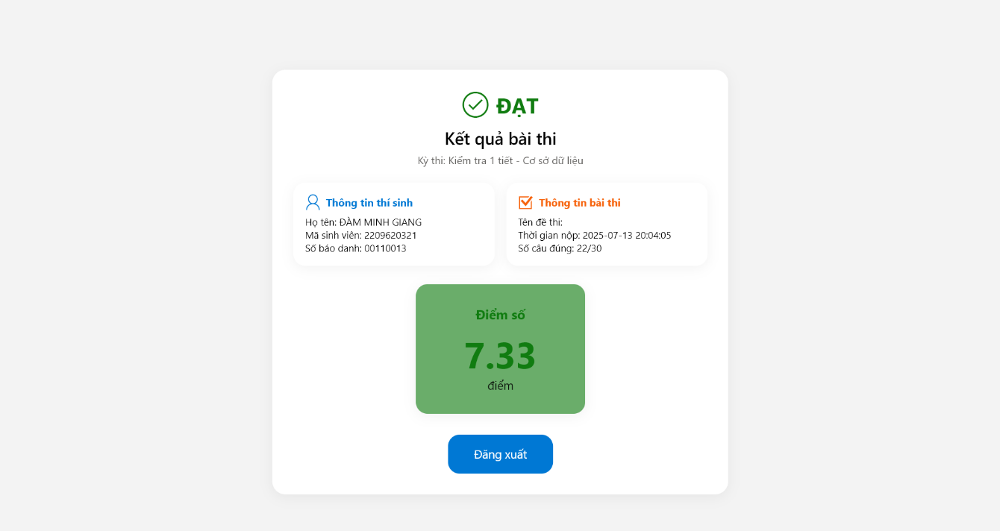 ĐẠT
Kết quả bài thi
Kỳ thi: Kiểm tra 1 tiết - Cơ sở dữ liệu
Thông tin thí sinh
Họ tên: ĐÀM MINH GIANG
Mã sinh viên: 2209620321
Số báo danh: 00110013
Thông tin bài thi
Tên đề thi:
Thời gian nộp: 2025-07-13 20:04:05
Số câu đúng: 22/30
Điểm số
7.33
điểm
Đăng xuất